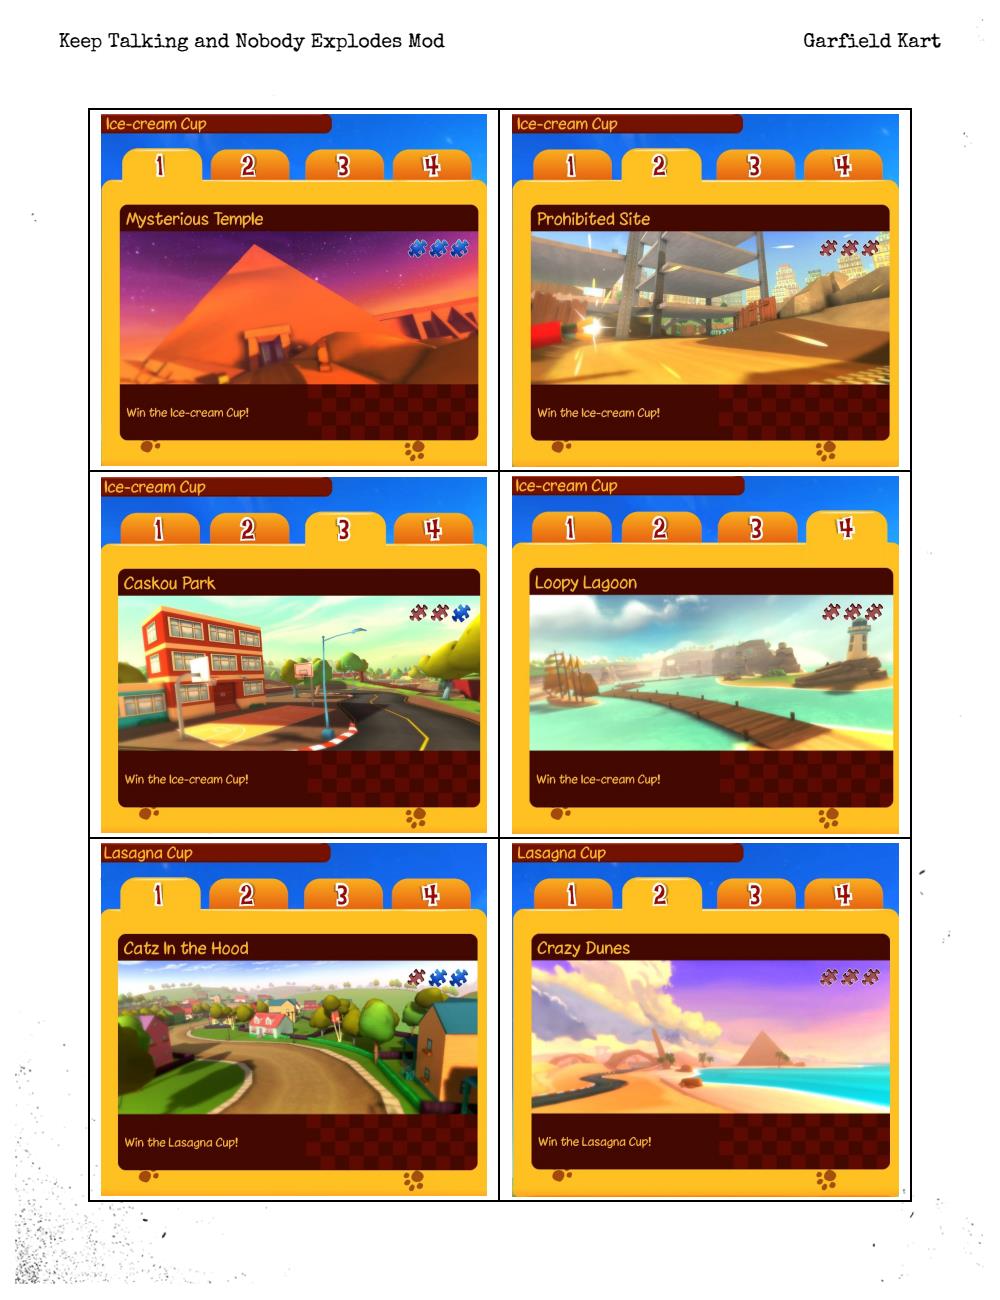 Keep Talking and Nobody Explodes Mod
Garfield Kart
Ice-cream Cup
1 2 3 4
Mysterious Temple
Win the Ice-cream Cup!
Ice-cream Cup
1 2 3 4
Prohibited Site
Win the Ice-cream Cup!
Ice-cream Cup
1 2 3 4
Caskou Park
Win the Ice-cream Cup!
Ice-cream Cup
1 2 3 4
Loopy Lagoon
Win the Ice-cream Cup!
Lasagna Cup
1 2 3 4
Catz In the Hood
Win the Lasagna Cup!
Lasagna Cup
1 2 3 4
Crazy Dunes
Win the Lasagna Cup!